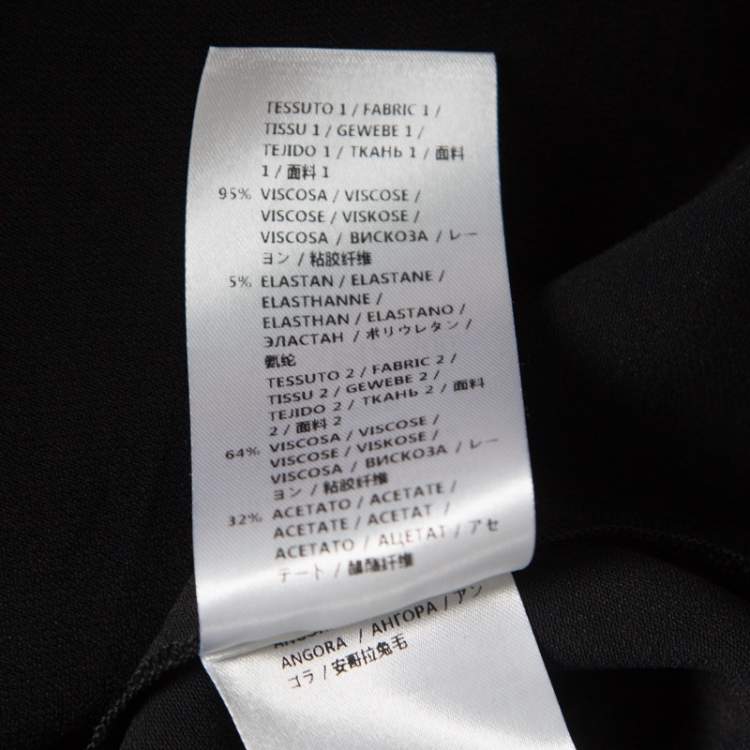 TESSUTO 1 / FABRIC 1 /
TISSU 1 / GEWEBE 1 /
TEJIDO 1 / ТКАНЬ 1 / 面料
1 / 面料 1
95% VISCOSA / VISCOSE /
VISCOSE / VISKOSE /
VISCOSA / ВИСКОЗА / レー
ヨン / 粘胶纤维
5% ELASTAN / ELASTANE /
ELASTHANNE /
ELASTHAN / ELASTANO /
ЭЛАСТАН / ポリウレタン /
氨纶
TESSUTO 2 / FABRIC 2 /
TISSU 2 / GEWEBE 2 /
TEJIDO 2 / ТКАНЬ 2 / 面料
2 / 面料 2
64% VISCOSA / VISCOSE /
VISCOSE / VISKOSE /
VISCOSA / ВИСКОЗА / レー
ヨン / 粘胶纤维
32% ACETATO / ACETATE /
ACETATE / ACETAT /
ACETATO / АЦЕТАТ / アセ
テート / 醋酯纤维
ANGORA / АНГОРА / アン
ゴラ / 安哥拉兔毛